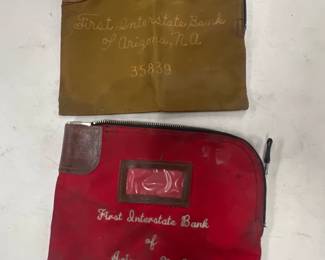 First Interstate Bank
of Arizona, N.A
35839
First Interstate Bank
of